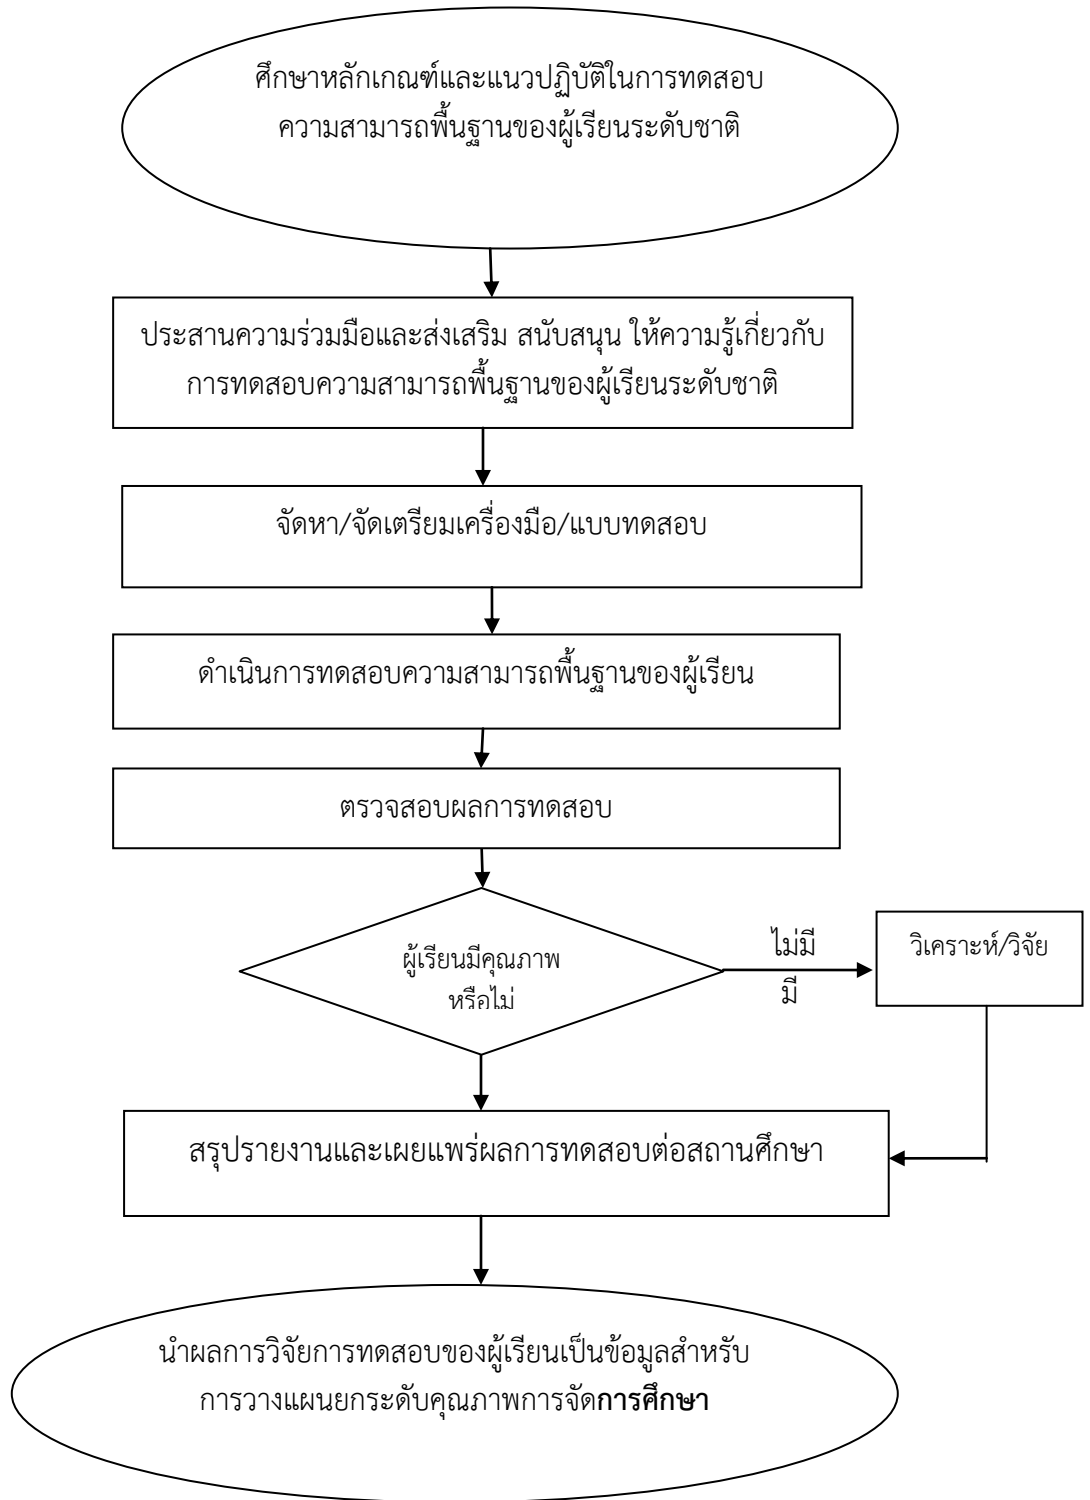 ศึกษาหลักเกณฑ์และแนวปฏิบัติในการทดสอบ
ความสามารถพื้นฐานของผู้เรียนระดับชาติ
ประสานความร่วมมือและส่งเสริม สนับสนุน ให้ความรู้เกี่ยวกับ
การทดสอบความสามารถพื้นฐานของผู้เรียนระดับชาติ
จัดหา/จัดเตรียมเครื่องมือ/แบบทดสอบ
ดำเนินการทดสอบความสามารถพื้นฐานของผู้เรียน
ตรวจสอบผลการทดสอบ
ผู้เรียนมีคุณภาพ
หรือไม่
ไม่มี
มี
วิเคราะห์/วิจัย
สรุปรายงานและเผยแพร่ผลการทดสอบต่อสถานศึกษา
นำผลการวิจัยการทดสอบของผู้เรียนเป็นข้อมูลสำหรับ
การวางแผนยกระดับคุณภาพการจัดการศึกษา